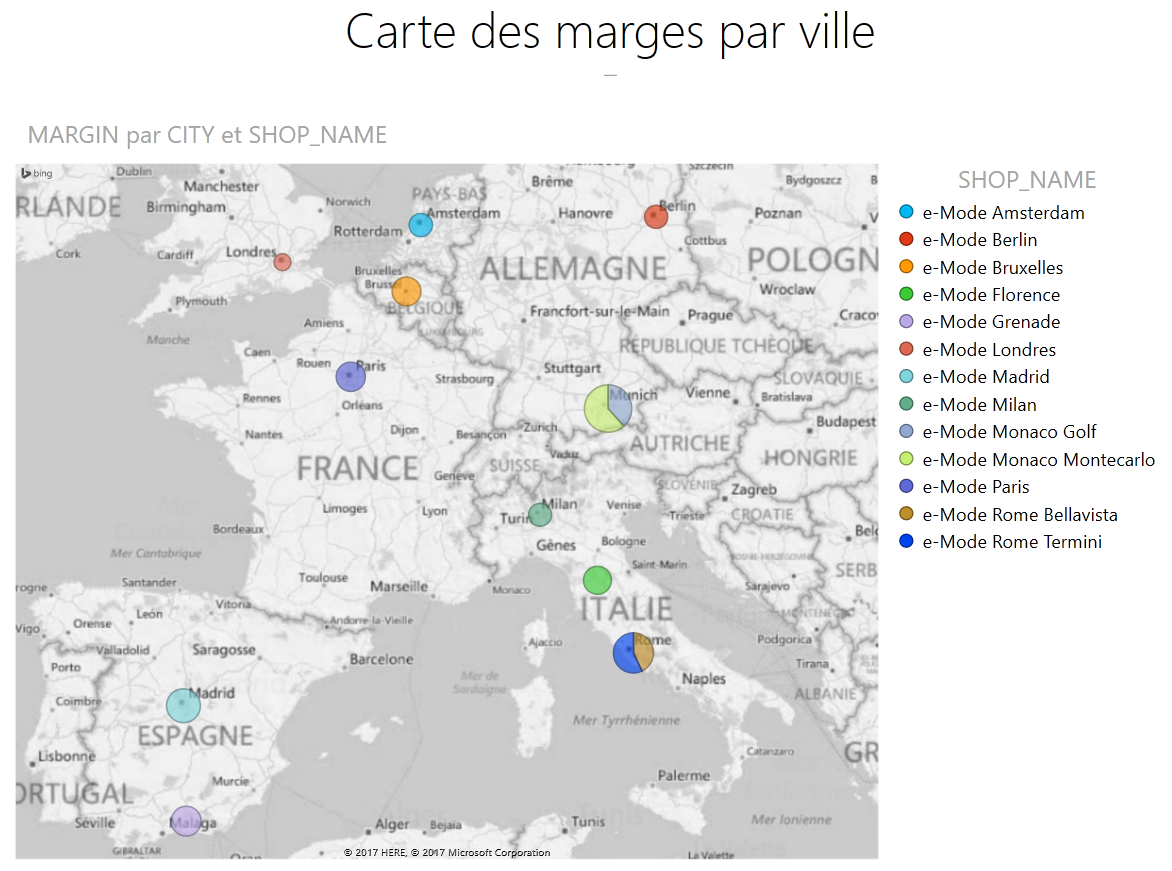 Carte des marges par ville
MARGIN par CITY et SHOP_NAME
bing
Dublin
Manchester
RLANDE
Birmingham
Norwich
PAYS-BAS
Amsterdam
Rotterdam
Brême
Hanovre
Berlin
Szczecin
Bydgoszcz
Poznan
Cork
Cardiff
Londres
Cottbus
POLOGN
ALLEMAGNE
Bruxelles
Brussel
BELGIQUE
LUXEMBOURG
Wroclaw
Plymouth
Manche
Amiens
Francfort-sur-le-Main
Prague
Cracov
RÉPUBLIQUE TCHÈQUE
Caen
Rouen
Paris
Strasbourg
Stuttgart
SLOVAQUIE
Rennes
Orléans
Munich
Vienne
Bratislava
Nantes
Dijon
Besançon
Zurich
Budapest
AUTRICHE
Vaduz
FRANCE
SUISSE
HONGRIE
Genève
SLOVÉNIE
Zagreb
Limoges
Lyon
Milan
Turin
Venise
Trieste
CROATIE
Bordeaux
Gênes
Bologne
Mer Cantabrique
BOSNIE-HERZÉGOVINE
Saint-Marin
SERB
Santander
Toulouse
Marseille
Monaco
Sarajevo
rogne
Vitoria
León
ITALIE
MONTÉNÉGRO
Vigo
Orense
Andorre-la-Vieille
Valladolid
Saragosse
Ajaccio
Rome
Podgorica
Porto
Barcelone
Tirana
Mer de
Sardaigne
Naples
Coimbra
Madrid
ALBANIE
Mer Tyrrhénienne
ESPAGNE
Lisbonne
Catanzaro
GR
Murcie
Palerme
ORTUGAL
Séville
Malaga
Alger
Bejaia
Tunis
Mer Ionienne
GIBRALTAR
Oran
© 2017 HERE, © 2017 Microsoft Corporation
La Valette
SHOP_NAME
e-Mode Amsterdam
e-Mode Berlin
e-Mode Bruxelles
e-Mode Florence
e-Mode Grenade
e-Mode Londres
e-Mode Madrid
e-Mode Milan
e-Mode Monaco Golf
e-Mode Monaco Montecarlo
e-Mode Paris
e-Mode Rome Bellavista
e-Mode Rome Termini